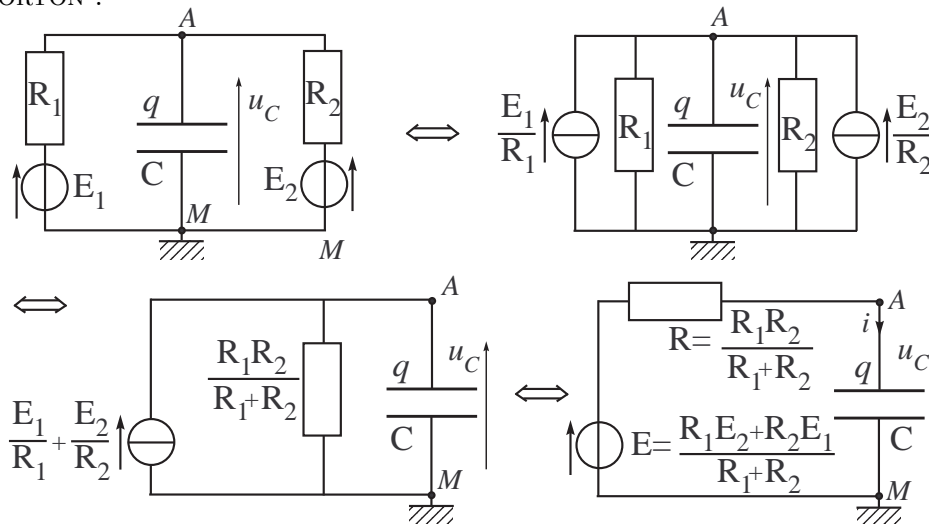 A
R1
q
uC
R2
E1
C
E2
M
M
A
E1/R1
R1
q
uC
R2
E2/R2
C
A
R1R2/R1+R2
q
uC
E1/R1 + E2/R2
C
M
A
R= R1R2/R1+R2
i
q
uC
E= R1E2+R2E1/R1+R2
C
M